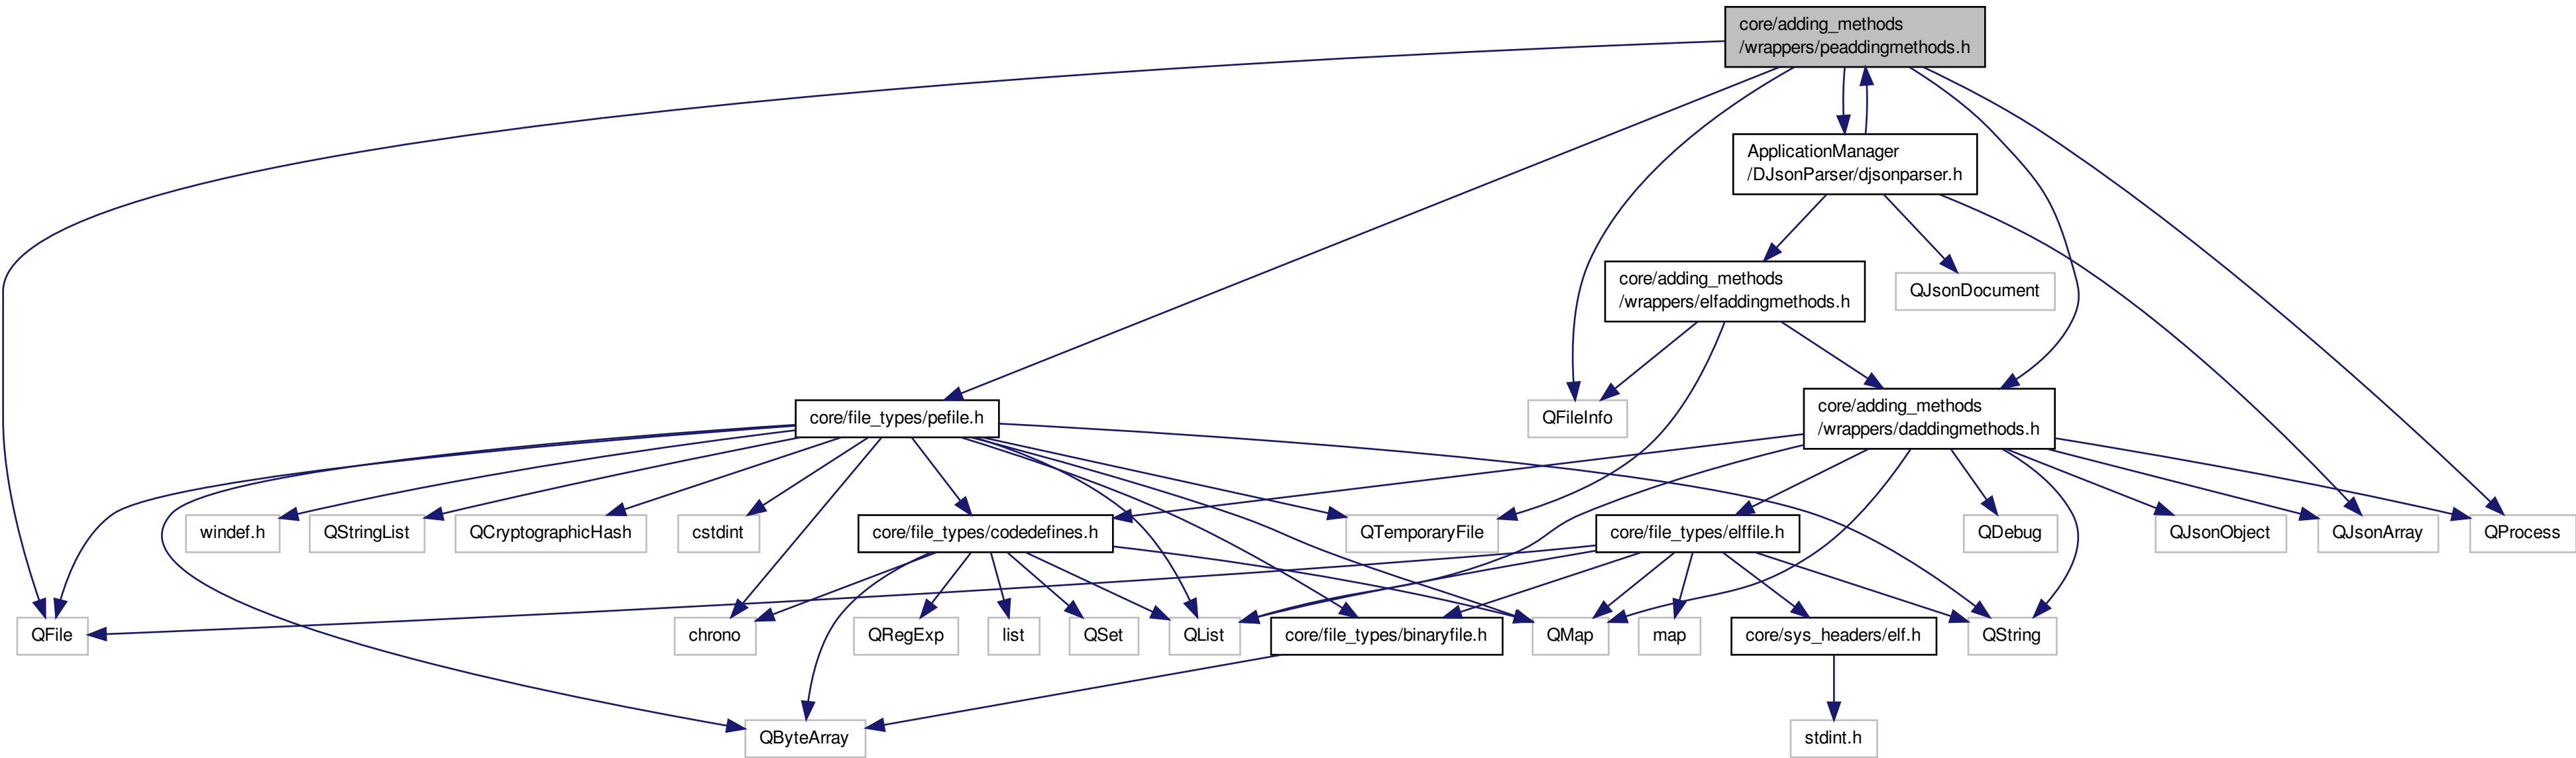 core/adding_methods
/wrappers/peaddingmethods.h
ApplicationManager
/DJsonParser/djsonparser.h
core/adding_methods
/wrappers/elfaddingmethods.h
QJsonDocument
core/file_types/pefile.h
QFileInfo
core/adding_methods
/wrappers/daddingmethods.h
windef.h
QStringList
QCryptographicHash
cstdint
core/file_types/codedefines.h
QTemporaryFile
core/file_types/elffile.h
QDebug
QJsonObject
QJsonArray
QProcess
QFile
chrono
QRegExp
list
QSet
QList
core/file_types/binaryfile.h
QMap
map
core/sys_headers/elf.h
QString
QByteArray
stdint.h